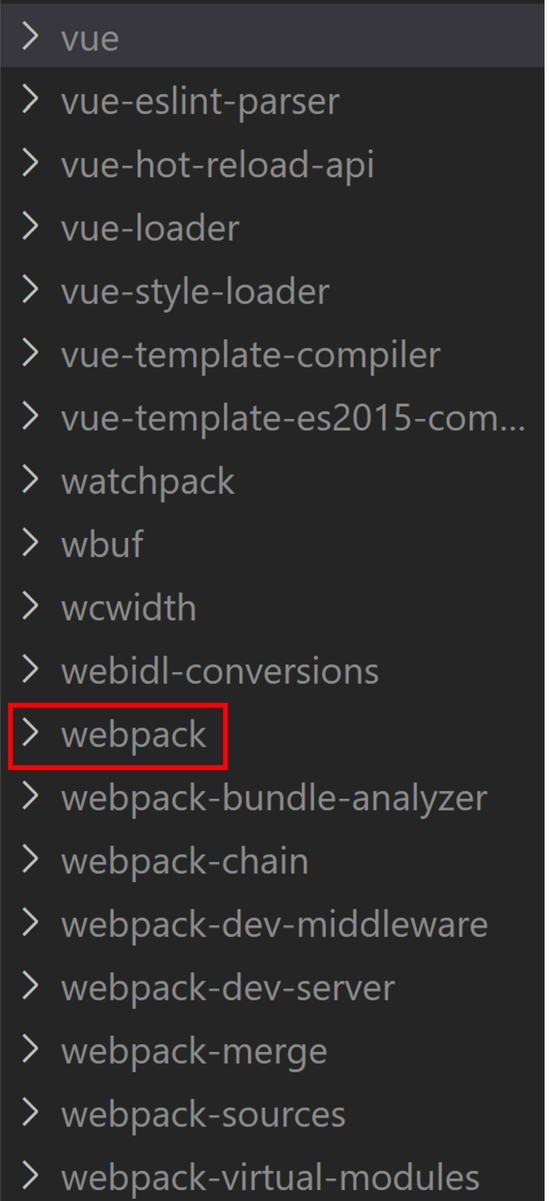 vue
vue-eslint-parser
vue-hot-reload-api
vue-loader
vue-style-loader
vue-template-compiler
vue-template-es2015-com...
watchpack
wbuf
wcwidth
webidl-conversions
webpack
webpack-bundle-analyzer
webpack-chain
webpack-dev-middleware
webpack-dev-server
webpack-merge
webpack-sources
webpack-virtual-modules